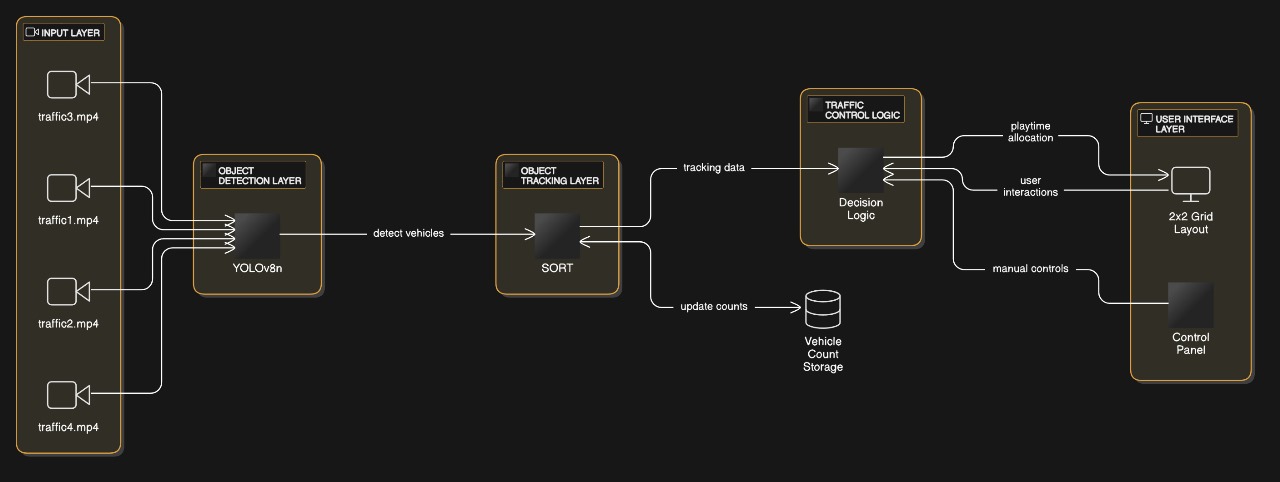 INPUT LAYER
traffic3.mp4
traffic1.mp4
traffic2.mp4
traffic4.mp4
OBJECT
DETECTION LAYER
YOLOv8n
detect vehicles
OBJECT
TRACKING LAYER
SORT
tracking data
update counts
Vehicle
Count
Storage
TRAFFIC
CONTROL LOGIC
Decision
Logic
playtime
allocation
user
interactions
manual controls
USER INTERFACE
LAYER
2x2 Grid
Layout
Control
Panel